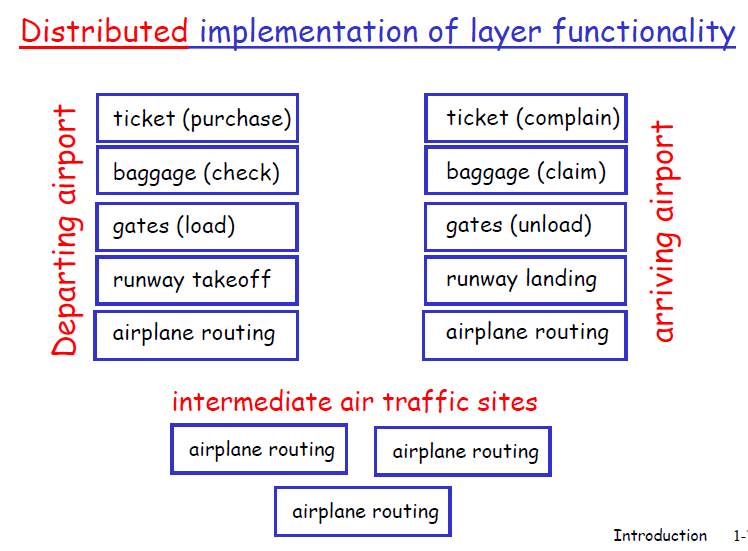 Distributed implementation of layer functionality
Departing airport
ticket (purchase)
baggage (check)
gates (load)
runway takeoff
airplane routing
ticket (complain)
baggage (claim)
gates (unload)
runway landing
airplane routing
arriving airport
intermediate air traffic sites
airplane routing
airplane routing
airplane routing
Introduction 1-